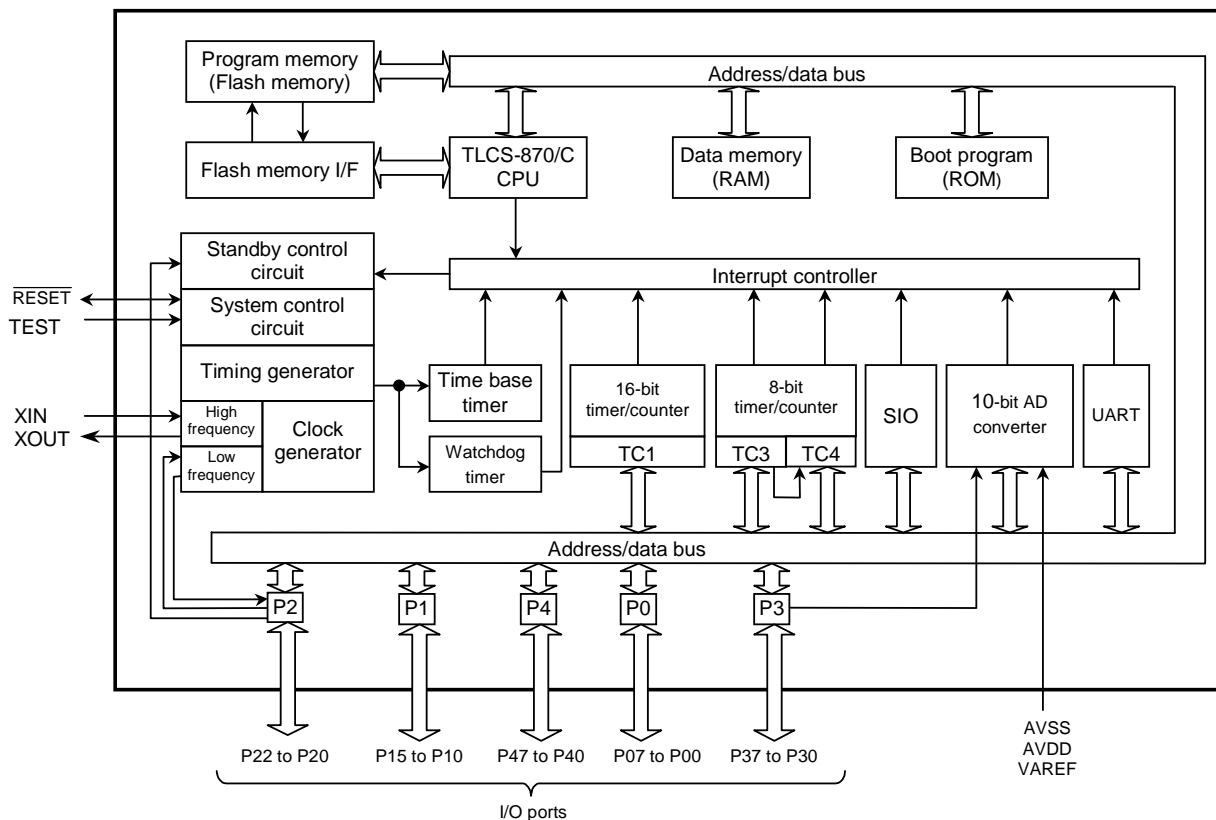 Program memory
(Flash memory)
Address/data bus
Flash memory I/F
TLCS-870/C
CPU
Data memory
(RAM)
Boot program
(ROM)
Standby control
circuit
Interrupt controller
RESET
TEST
System control
circuit
Timing generator
Time base
timer
16-bit
timer/counter
8-bit
timer/counter
SIO
10-bit AD
converter
UART
XIN
XOUT
High
frequency
Clock
generator
Low
frequency
Watchdog
timer
TC1
TC3
TC4
Address/data bus
P2
P1
P4
P0
P3
P22 to P20
P15 to P10
P47 to P40
P07 to P00
P37 to P30
AVSS
AVDD
VAREF
I/O ports